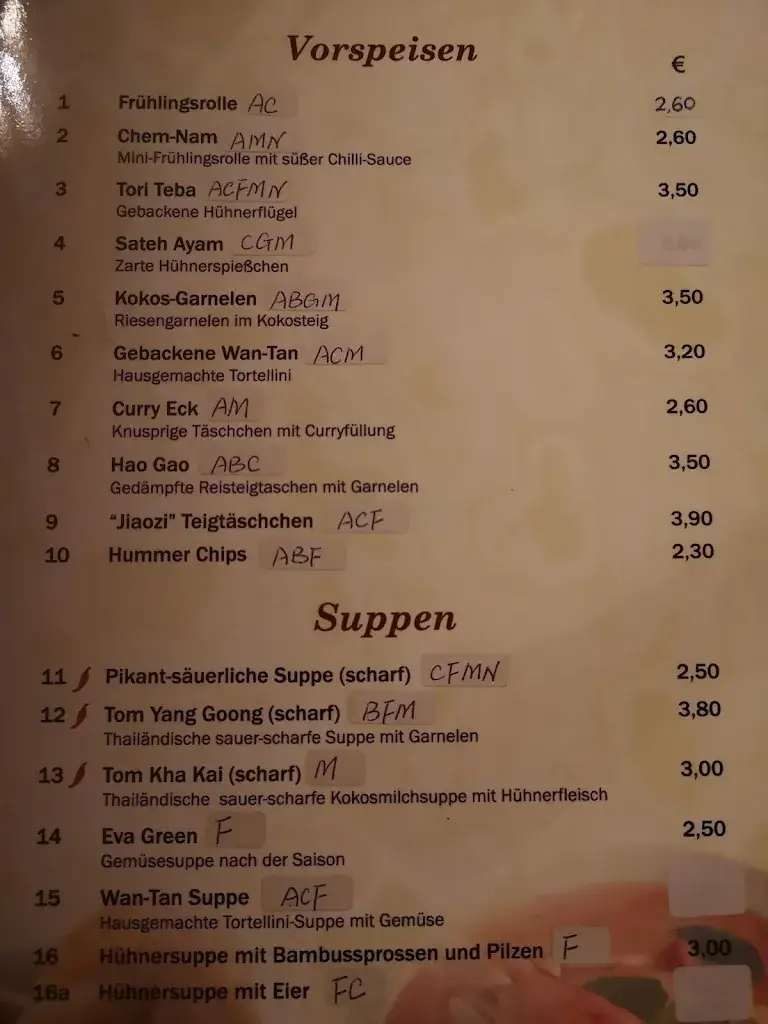 Vorspeisen
€
1 Frühlingsrolle AC 2,60
2 Chem-Nam AMN 2,60
Mini-Frühlingsrolle mit süßer Chilli-Sauce
3 Tori Teba ACFMN 3,50
Gebackene Hühnerflügel
4 Sateh Ayam CGM
Zarte Hühnerspießchen
5 Kokos-Garnelen ABGM 3,50
Riesengarnelen im Kokosteig
6 Gebackene Wan-Tan ACM 3,20
Hausgemachte Tortellini
7 Curry Eck AM 2,60
Knusprige Täschchen mit Curryfüllung
8 Hao Gao ABC 3,50
Gedämpfte Reisteigtaschen mit Garnelen
9 "Jiaozi" Teigtäschchen ACF 3,90
10 Hummer Chips ABF 2,30
Suppen
11 Pikant-säuerliche Suppe (scharf) CFMN 2,50
12 Tom Yang Goong (scharf) BFM 3,80
Thailändische sauer-scharfe Suppe mit Garnelen
13 Tom Kha Kai (scharf) M 3,00
Thailändische sauer-scharfe Kokosmilchsuppe mit Hühnerfleisch
14 Eva Green F 2,50
Gemüsesuppe nach der Saison
15 Wan-Tan Suppe ACF
Hausgemachte Tortellini-Suppe mit Gemüse
16 Hühnersuppe mit Bambussprossen und Pilzen F 3,00
16a Hühnersuppe mit Eier FC